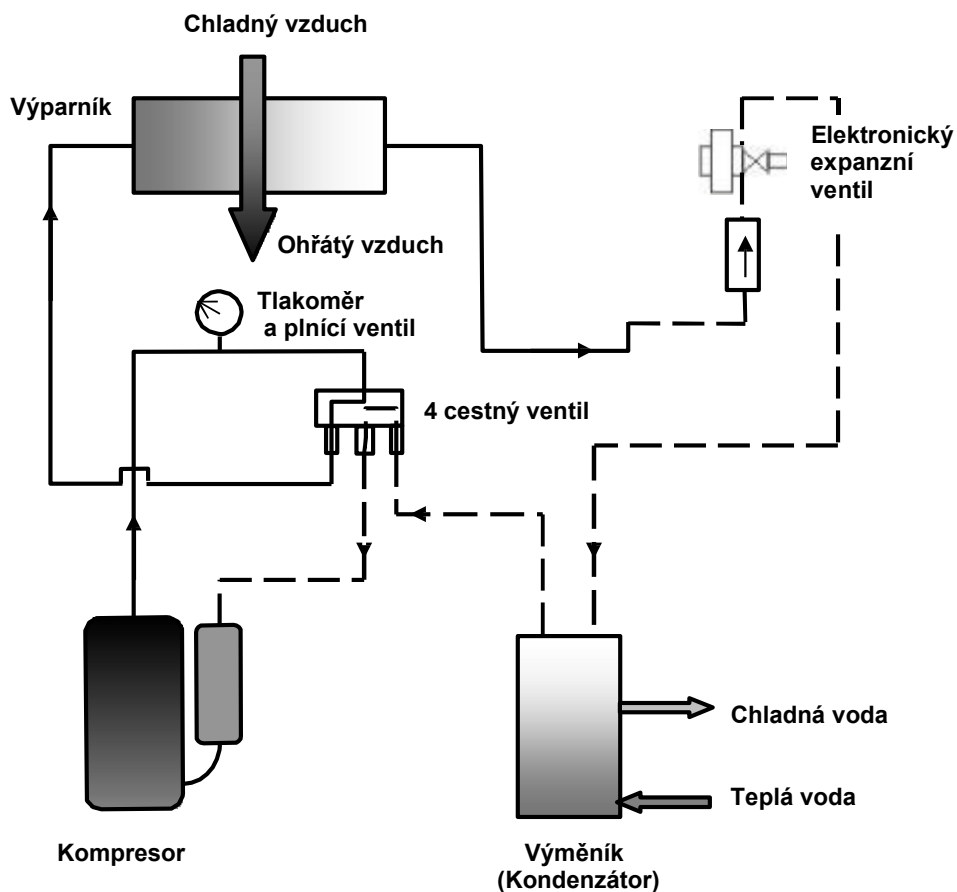 Chladný vzduch
Výparník
Elektronický
expanzní
ventil
Ohřátý vzduch
Tlakoměr
a plnící ventil
4 cestný ventil
Chladná voda
Teplá voda
Kompresor
Výměník
(Kondenzátor)